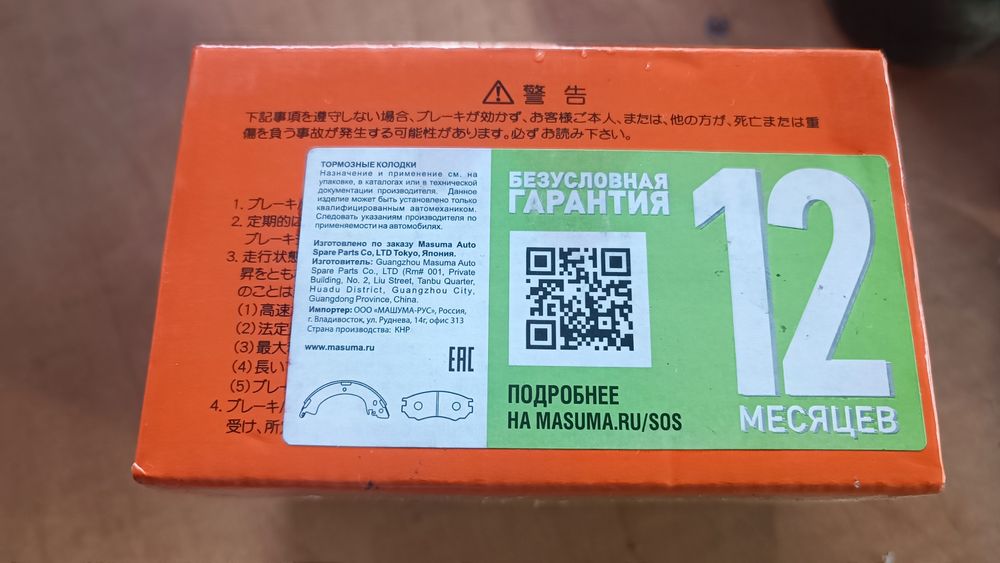 ⚠警告
下記事項を遵守しない場合、ブレーキが効かず、お客様ご本人、または、他の方が、死亡または重
傷を負う事故が発生する可能性があります。必ずお読み下さい。
1. ブレーキ
2. 定期的に
ブレーキ
3. 走行状態
昇をとも
のことは
(1)高速
(2)法定
(3)最大
(4)長い
(5)ブレー
4. ブレーキ
受け、所
ТОРМОЗНЫЕ КОЛОДКИ
Назначение и применение см. на
упаковке, в каталогах или в технической
документации производителя. Данное
изделие может быть установлено только
квалифицированным автомехаником.
Следовать указаниям производителя по
применяемости на автомобилях.
Изготовлено по заказу Masuma Auto
Spare Parts Co, LTD Tokyo, Япония.
Изготовитель: Guangzhou Masuma Auto
Spare Parts Co., LTD (Rm# 001, Private
Building, No. 2, Liu Street, Tanbu Quarter,
Huadu District, Guangzhou City,
Guangdong Province, China.
Импортер: ООО «МАШУМА-РУС», Россия,
г. Владивосток, ул. Руднева, 14г, офис 313
Страна производства: КНР
www.masuma.ru
EAC
БЕЗУСЛОВНАЯ
ГАРАНТИЯ
12
МЕСЯЦЕВ
ПОДРОБНЕЕ
НА MASUMA.RU/SOS